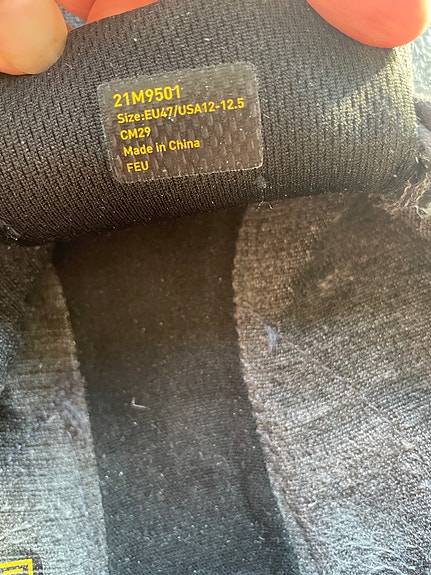 21M9501
Size:EU47/USA12-12.5
CM29
Made in China
FEU